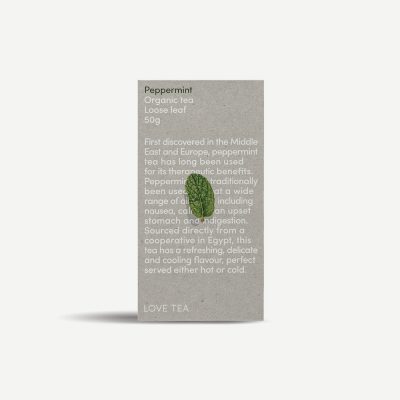 Peppermint
Organic tea
Loose leaf
50g
First discovered in the Middle
East and Europe, peppermint
tea has long been used
for its therapeutic benefits.
Peppermint traditionally
been use at a wide
range of including
nausea, an upset
stomach indigestion.
Sourced directly from a
cooperative in Egypt, this
tea has a refreshing, delicate
and cooling flavour, perfect
served either hot or cold.
LOVE TEA